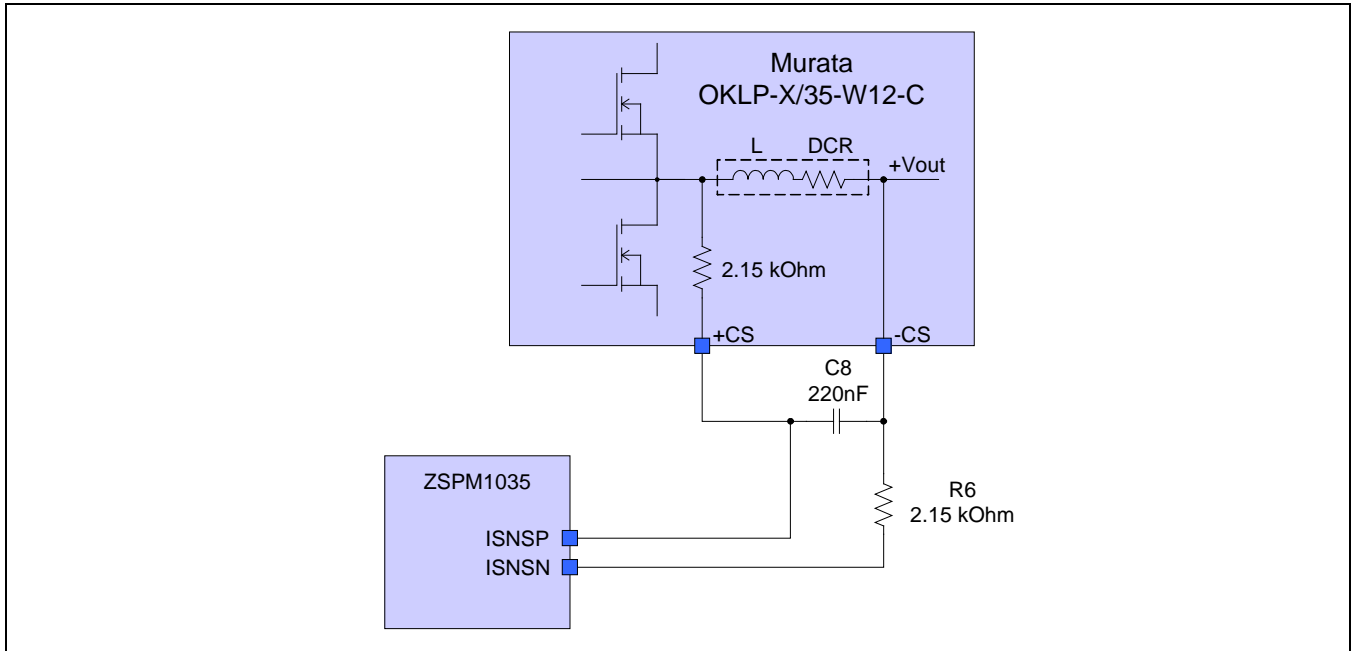 Murata
OKLP-X/35-W12-C
L
DCR
+Vout
2.15 kOhm
+CS
-CS
C8
220nF
ZSPM1035
R6
2.15 kOhm
ISNSP
ISNSN